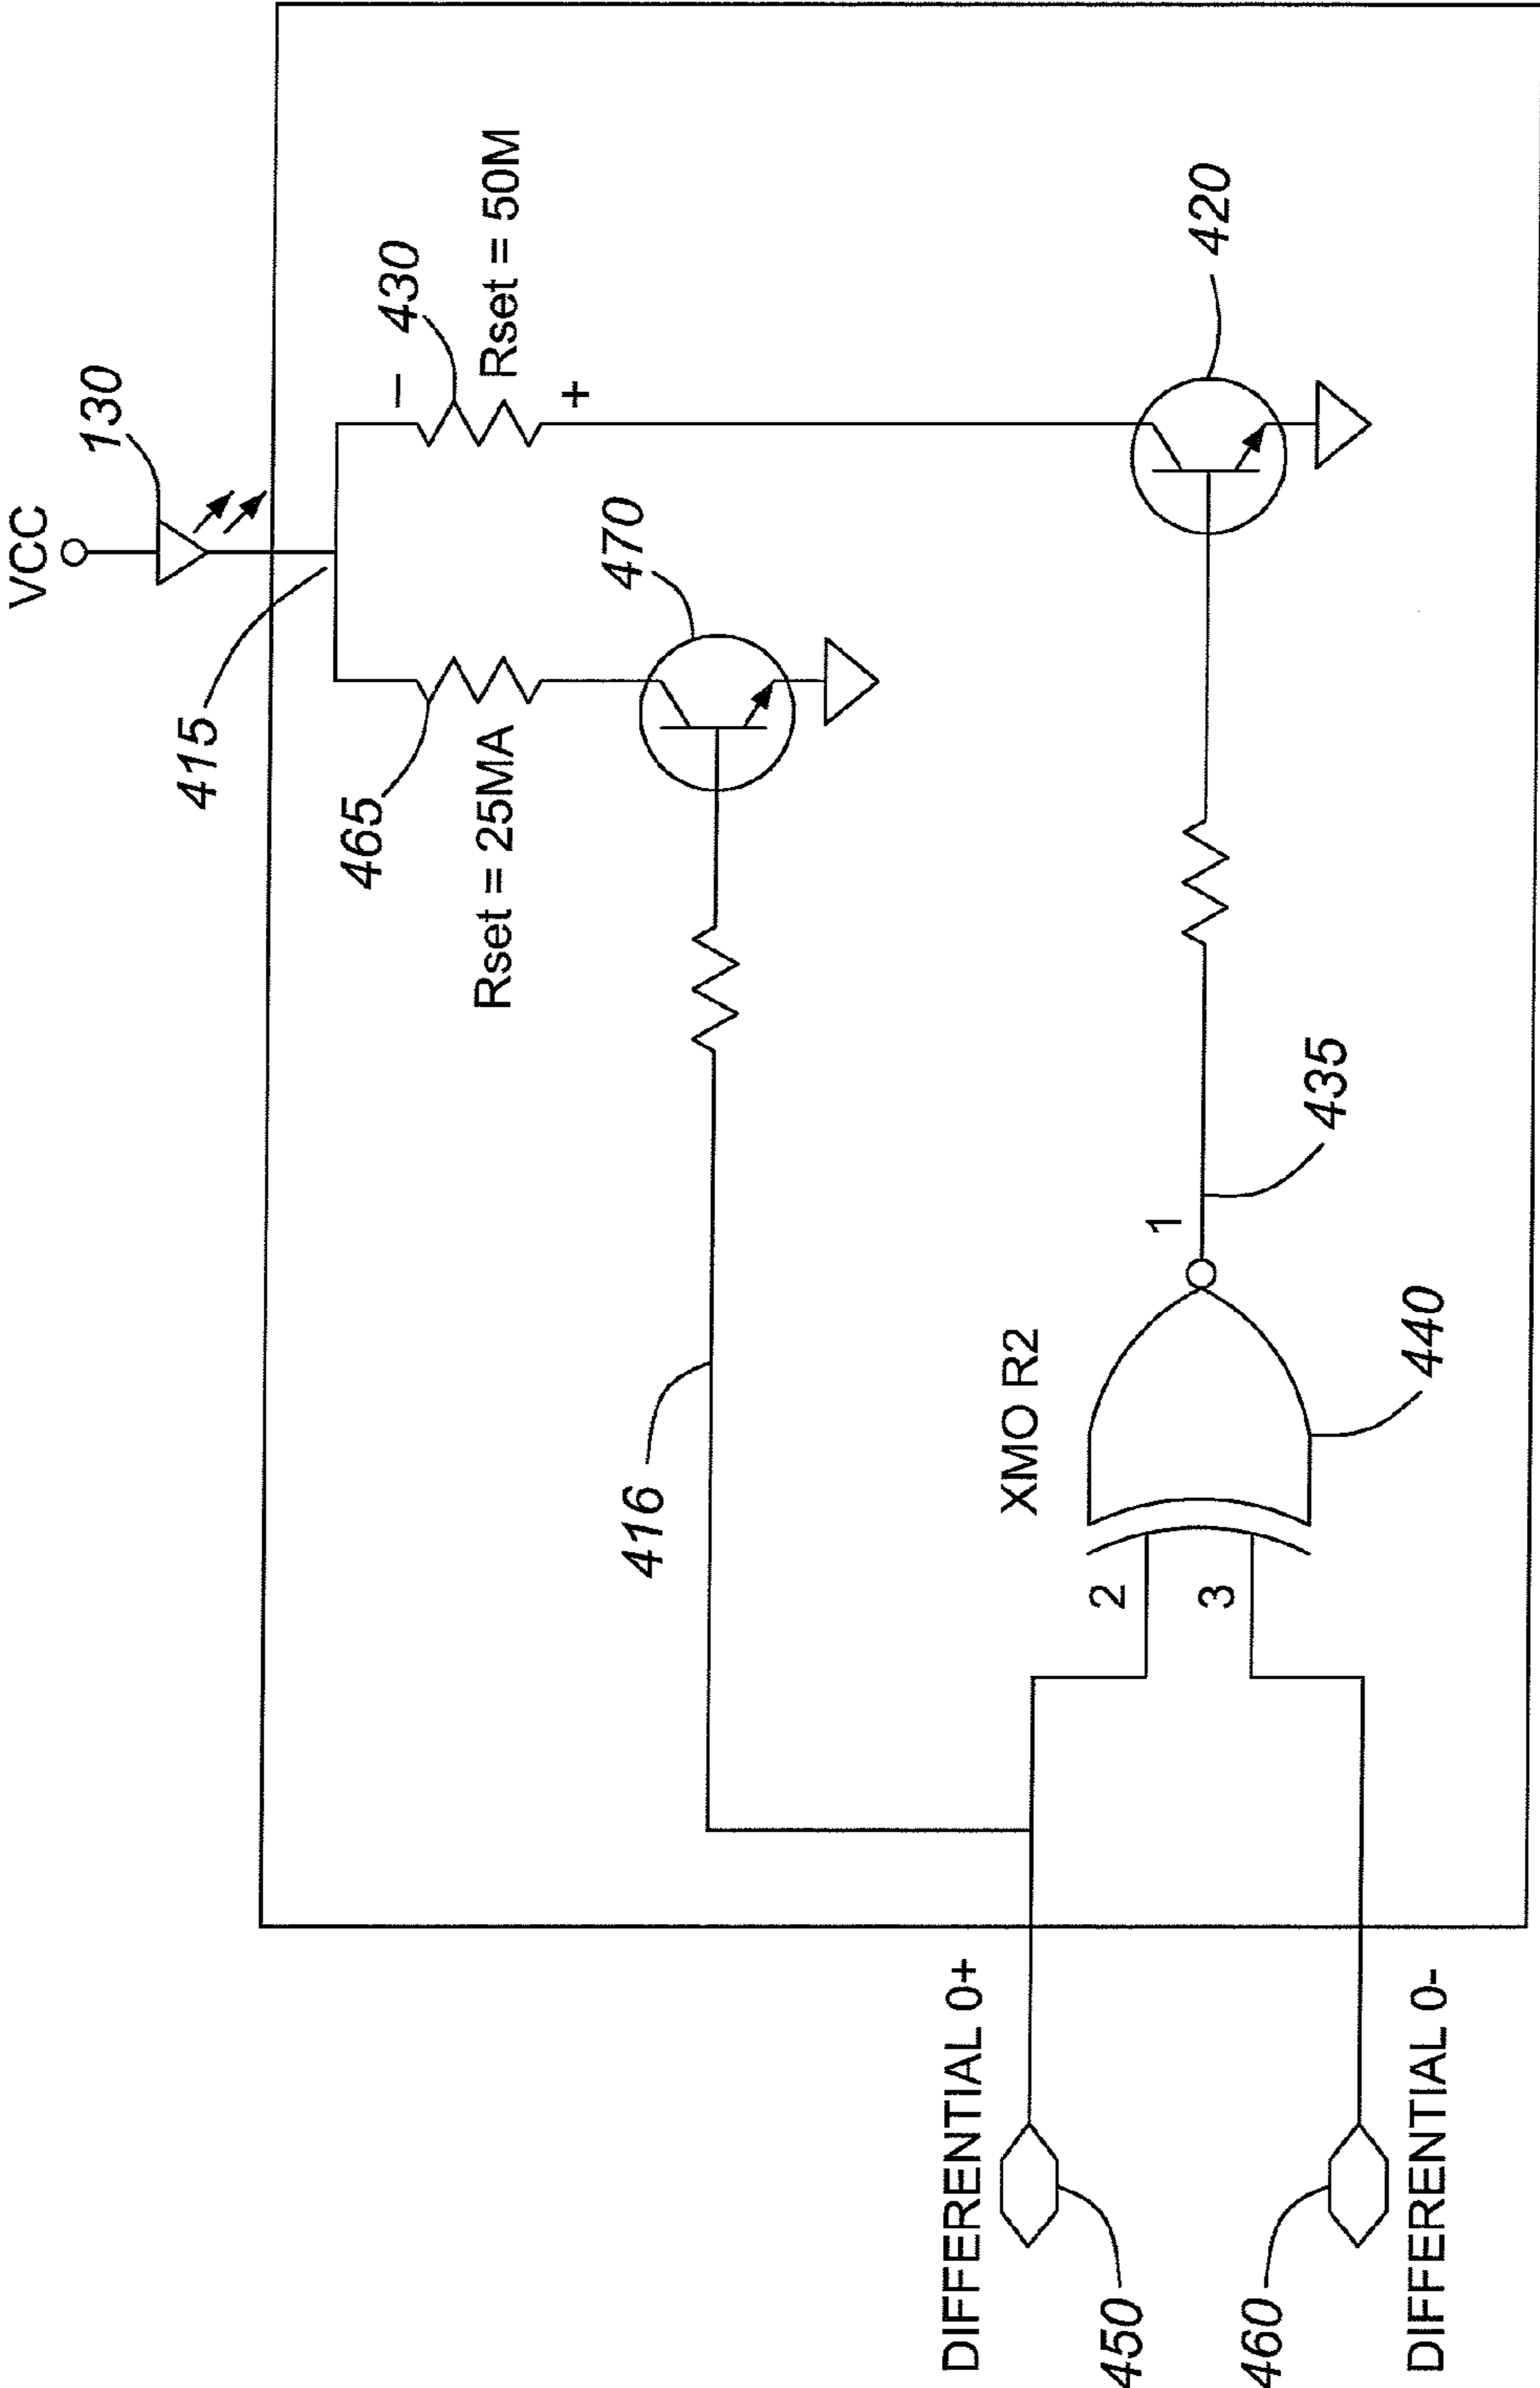 VCC
130
415
430
Rset = 50M
465
Rset = 25MA
470
420
416
XMO R2
2
3
1
435
440
DIFFERENTIAL 0+
450
460
DIFFERENTIAL 0-
−
+